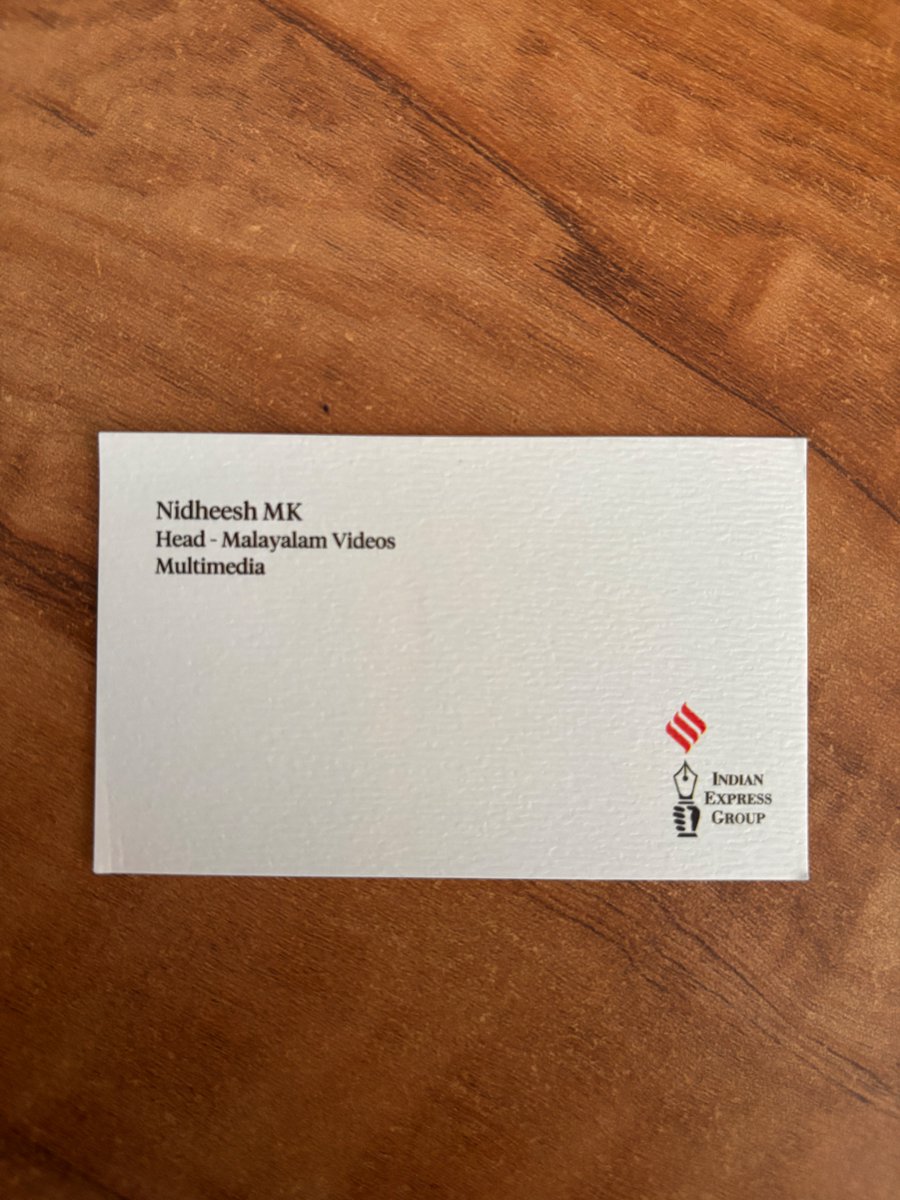 Nidheesh MK
Head - Malayalam Videos
Multimedia
INDIAN
EXPRESS
GROUP